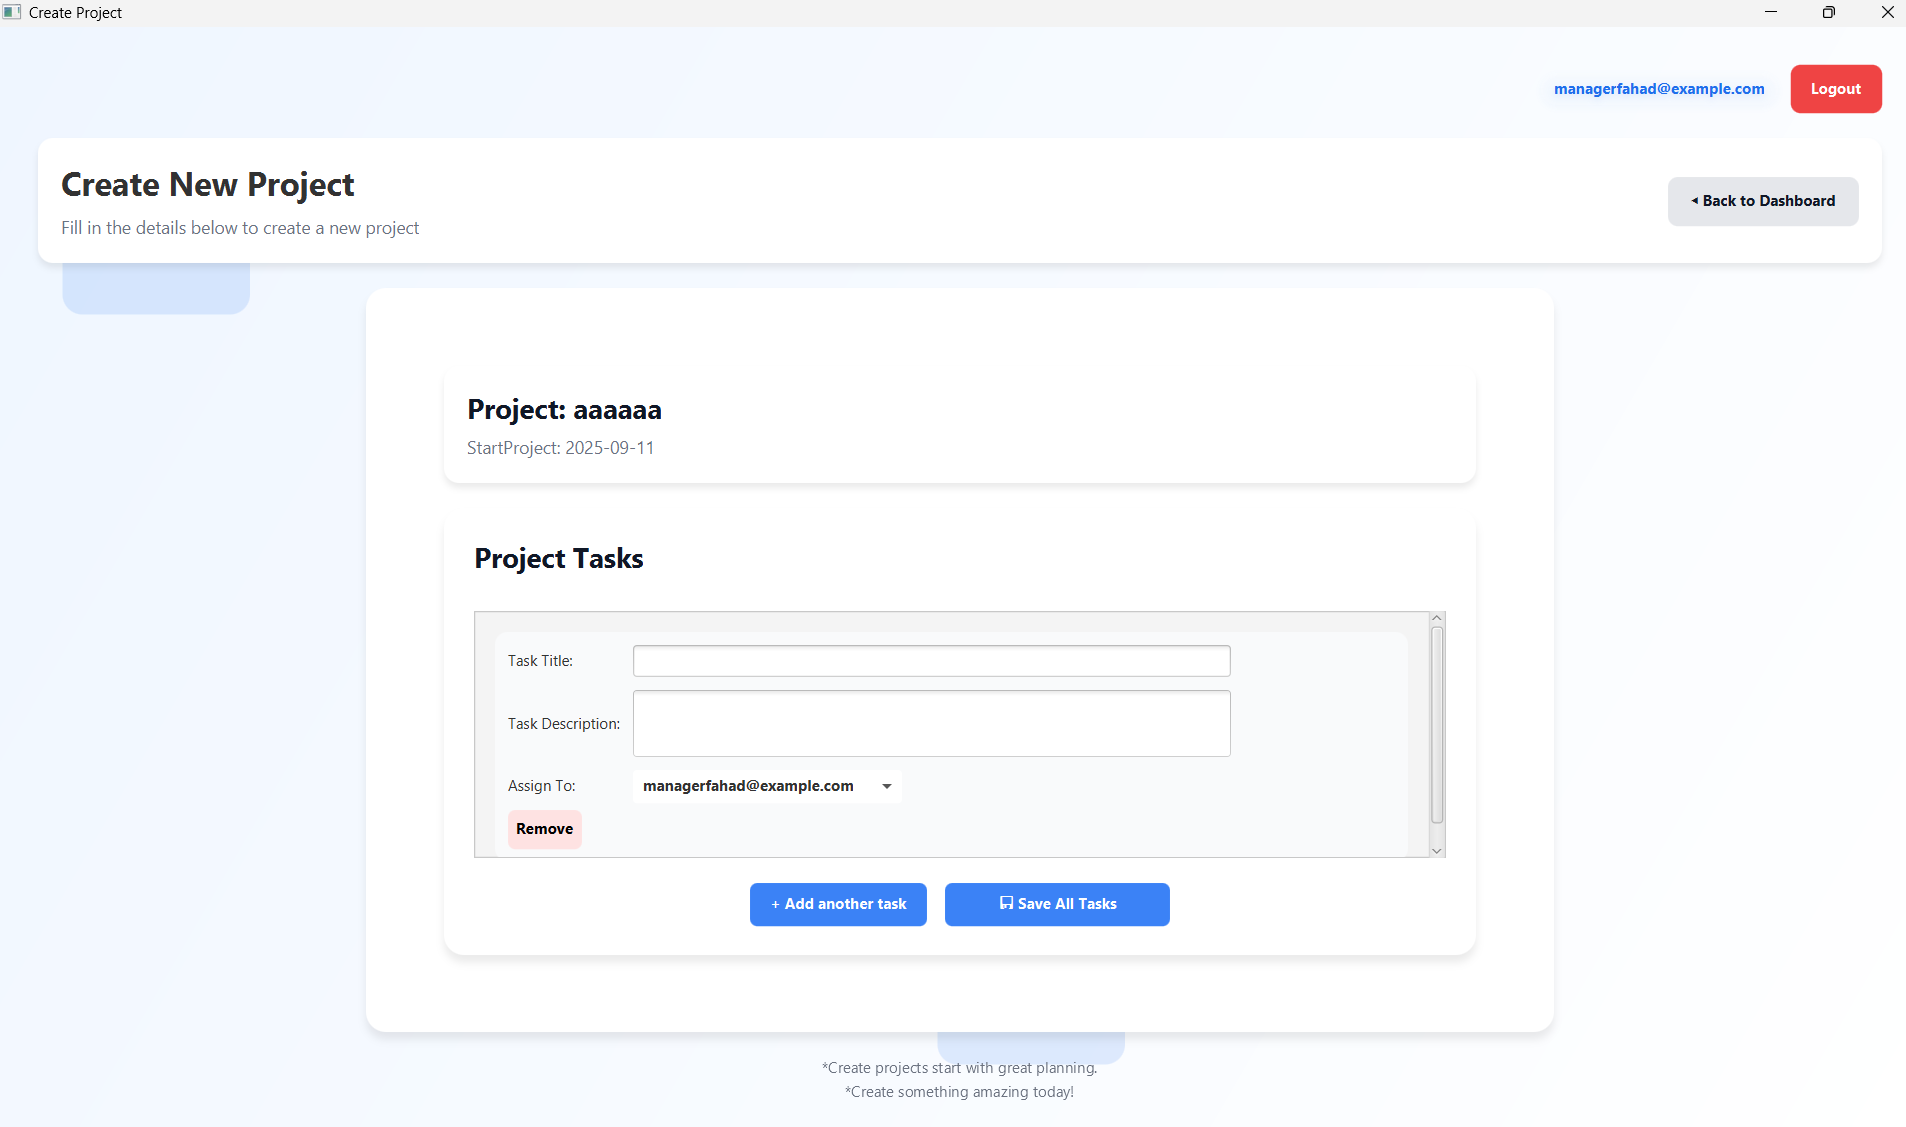 Create Project
managerfahad@example.com
Logout
Create New Project
Fill in the details below to create a new project
◂ Back to Dashboard
Project: aaaaaa
StartProject: 2025-09-11
Project Tasks
Task Title:
Task Description:
Assign To:
managerfahad@example.com
Remove
+ Add another task
Save All Tasks
*Create projects start with great planning.
*Create something amazing today!